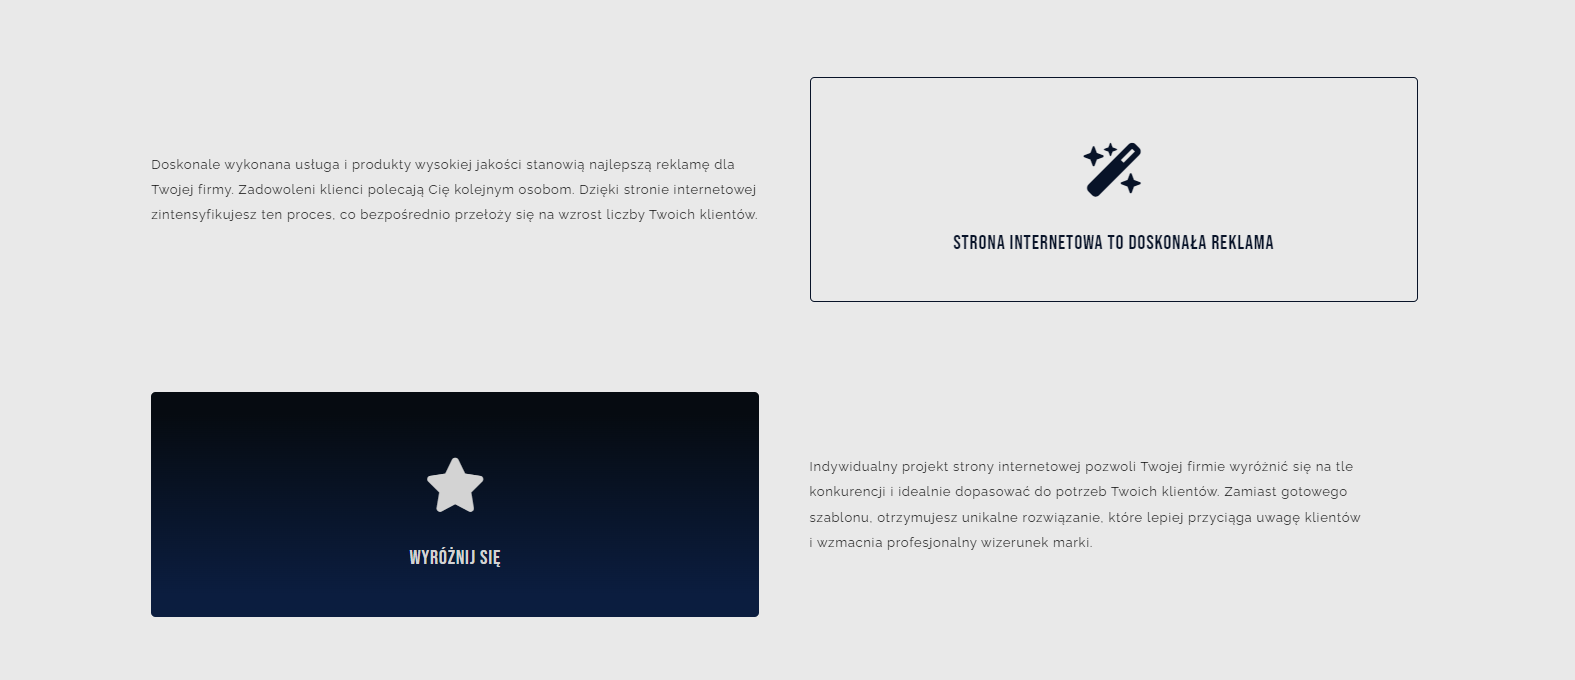 Doskonale wykonana usługa i produkty wysokiej jakości stanowią najlepszą reklamę dla
Twojej firmy. Zadowoleni klienci polecają Cię kolejnym osobom. Dzięki stronie internetowej
zintensyfikujesz ten proces, co bezpośrednio przełoży się na wzrost liczby Twoich klientów.
STRONA INTERNETOWA TO DOSKONAŁA REKLAMA
WYRÓŻNIJ SIĘ
Indywidualny projekt strony internetowej pozwoli Twojej firmie wyróżnić się na tle
konkurencji i idealnie dopasować do potrzeb Twoich klientów. Zamiast gotowego
szablonu, otrzymujesz unikalne rozwiązanie, które lepiej przyciąga uwagę klientów
i wzmacnia profesjonalny wizerunek marki.